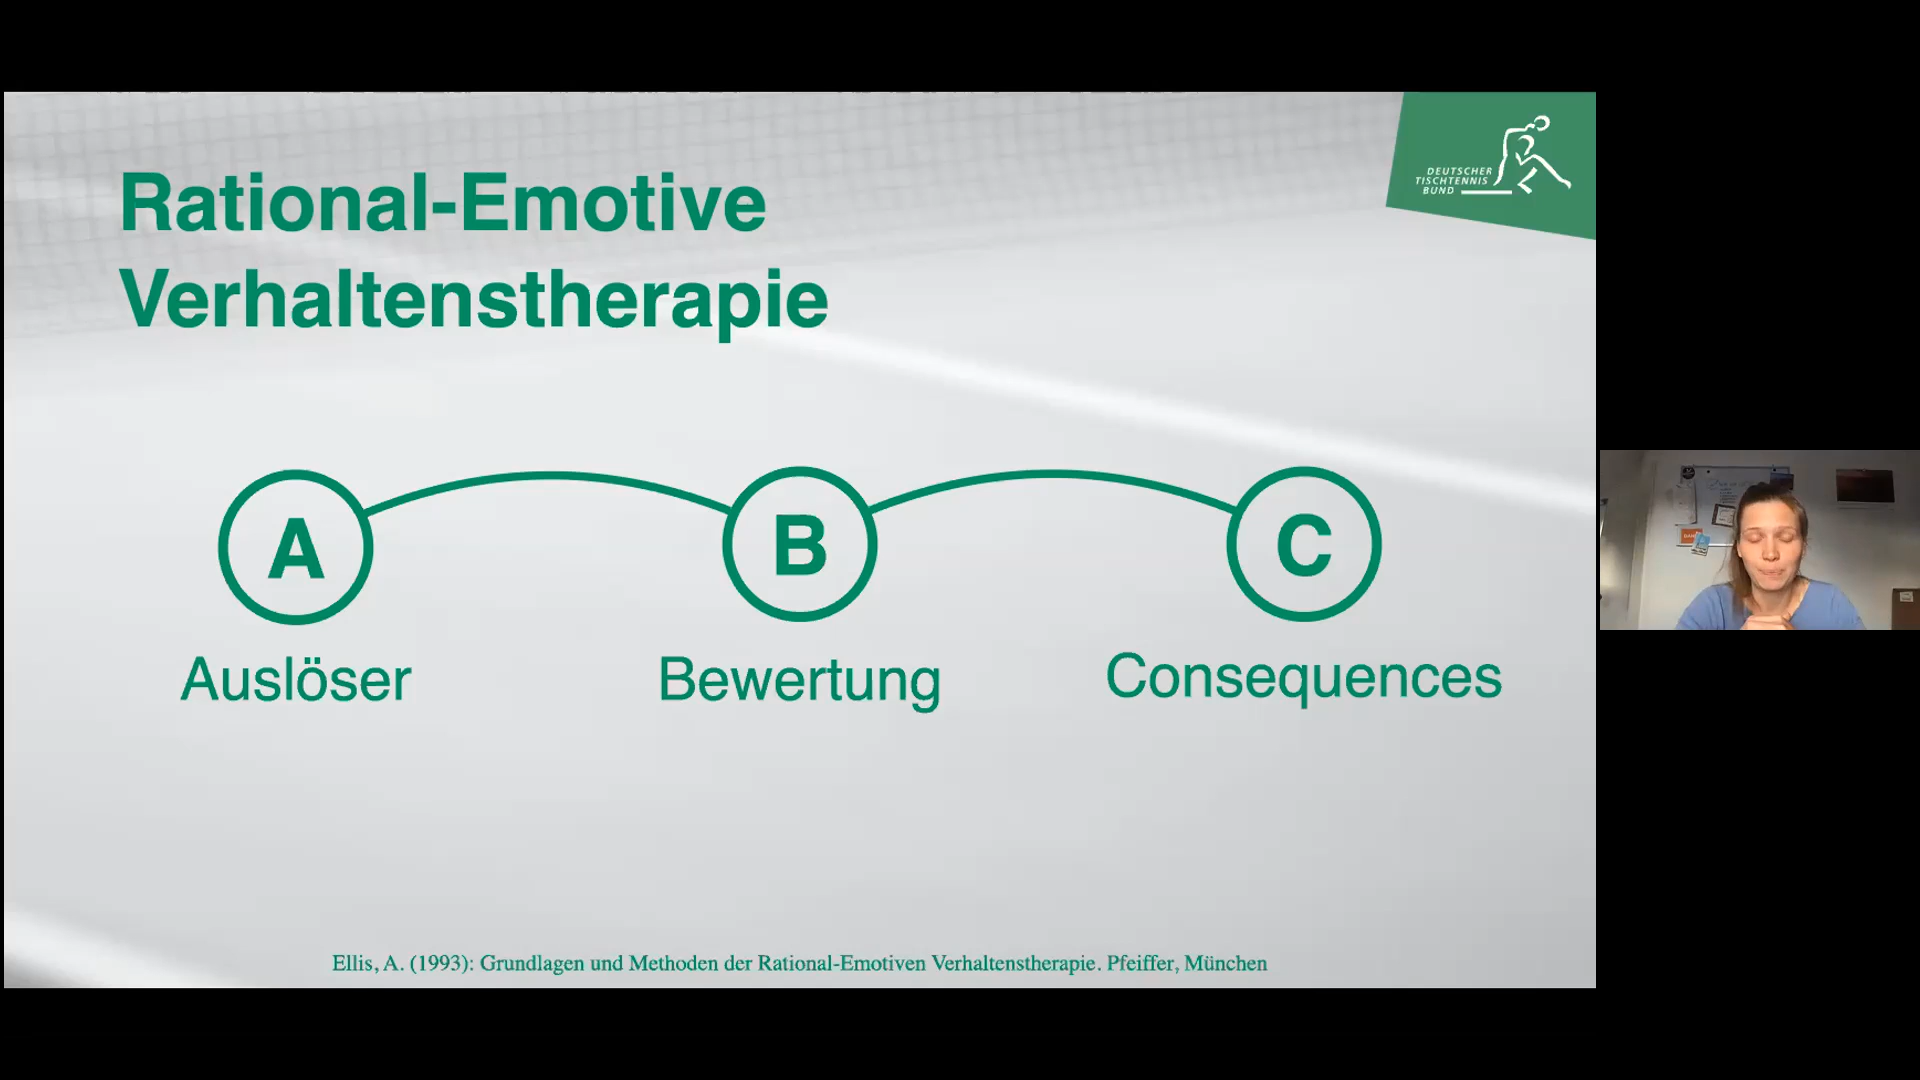 Rational-Emotive
Verhaltenstherapie
DEUTSCHER
TISCHTENNIS
BUND
A
B
C
Auslöser
Bewertung
Consequences
Ellis, A. (1993): Grundlagen und Methoden der Rational-Emotiven Verhaltenstherapie. Pfeiffer, München